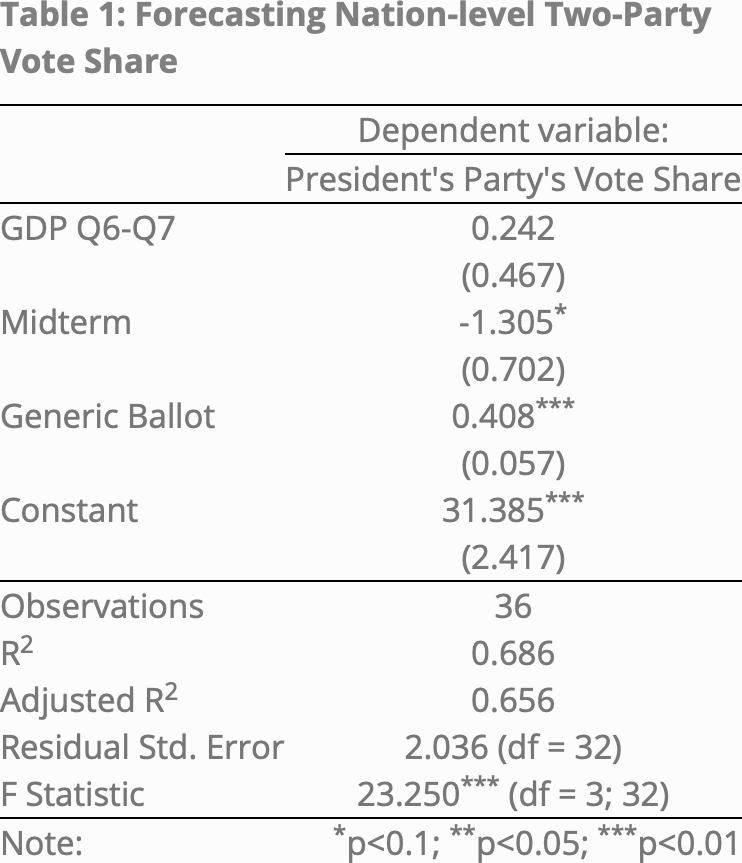 Table 1: Forecasting Nation-level Two-Party
Vote Share
Dependent variable:
President's Party's Vote Share
GDP Q6-Q7 0.242
(0.467)
Midterm -1.305*
(0.702)
Generic Ballot 0.408***
(0.057)
Constant 31.385***
(2.417)
Observations 36
R² 0.686
Adjusted R² 0.656
Residual Std. Error 2.036 (df = 32)
F Statistic 23.250*** (df = 3; 32)
Note: *p<0.1; **p<0.05; ***p<0.01